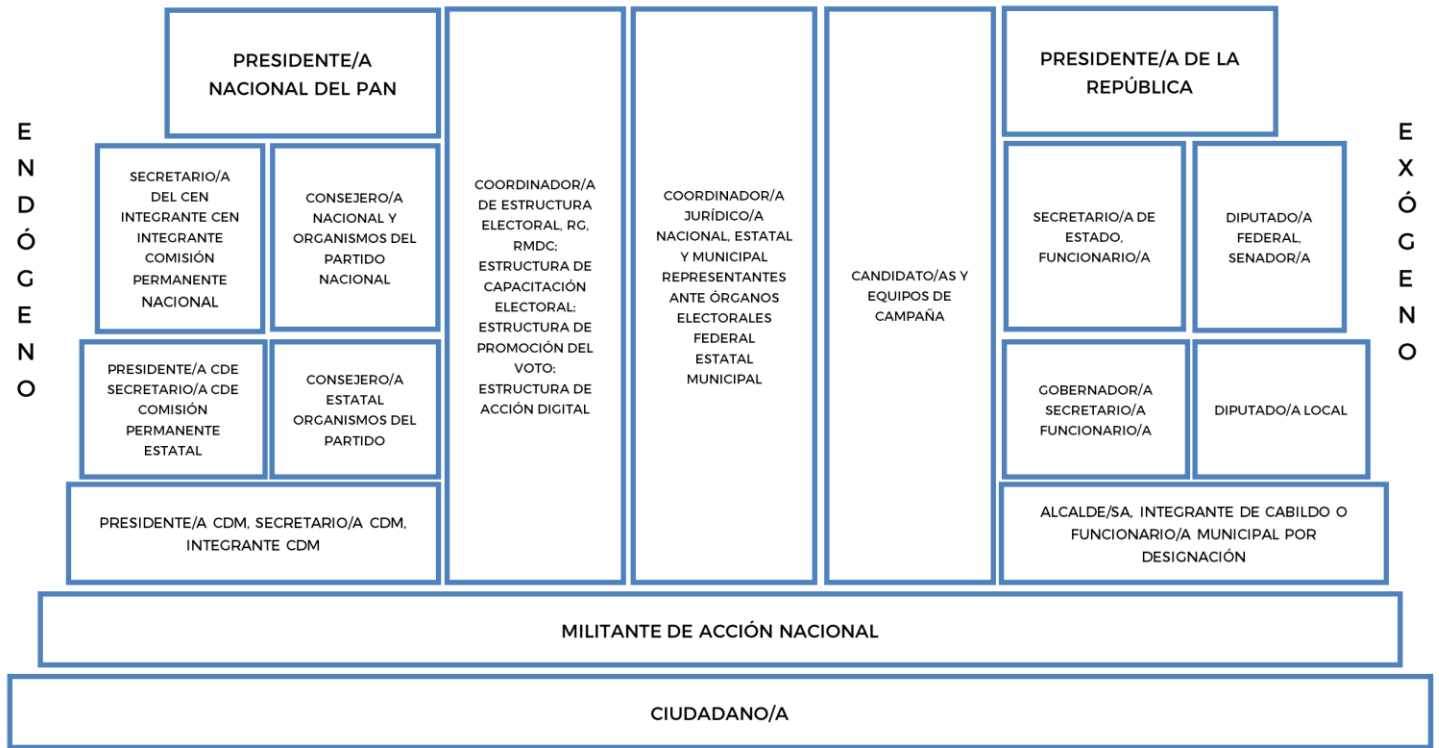 ENDÓGENO
PRESIDENTE/A
NACIONAL DEL PAN
SECRETARIO/A
DEL CEN
INTEGRANTE CEN
INTEGRANTE
COMISIÓN
PERMANENTE
NACIONAL
CONSEJERO/A
NACIONAL Y
ORGANISMOS DEL
PARTIDO
NACIONAL
PRESIDENTE/A CDE
SECRETARIO/A CDE
COMISIÓN
PERMANENTE
ESTATAL
CONSEJERO/A
ESTATAL
ORGANISMOS DEL
PARTIDO
PRESIDENTE/A CDM, SECRETARIO/A CDM,
INTEGRANTE CDM
COORDINADOR/A
DE ESTRUCTURA
ELECTORAL, RG,
RMDC;
ESTRUCTURA DE
CAPACITACIÓN
ELECTORAL;
ESTRUCTURA DE
PROMOCIÓN DEL
VOTO;
ESTRUCTURA DE
ACCIÓN DIGITAL
COORDINADOR/A
JURÍDICO/A
NACIONAL, ESTATAL
Y MUNICIPAL
REPRESENTANTES
ANTE ÓRGANOS
ELECTORALES
FEDERAL
ESTATAL
MUNICIPAL
CANDIDATO/AS Y
EQUIPOS DE
CAMPAÑA
PRESIDENTE/A DE LA
REPÚBLICA
SECRETARIO/A DE
ESTADO,
FUNCIONARIO/A
DIPUTADO/A
FEDERAL,
SENADOR/A
GOBERNADOR/A
SECRETARIO/A
FUNCIONARIO/A
DIPUTADO/A LOCAL
ALCALDE/SA, INTEGRANTE DE CABILDO O
FUNCIONARIO/A MUNICIPAL POR
DESIGNACIÓN
EXÓGENO
MILITANTE DE ACCIÓN NACIONAL
CIUDADANO/A